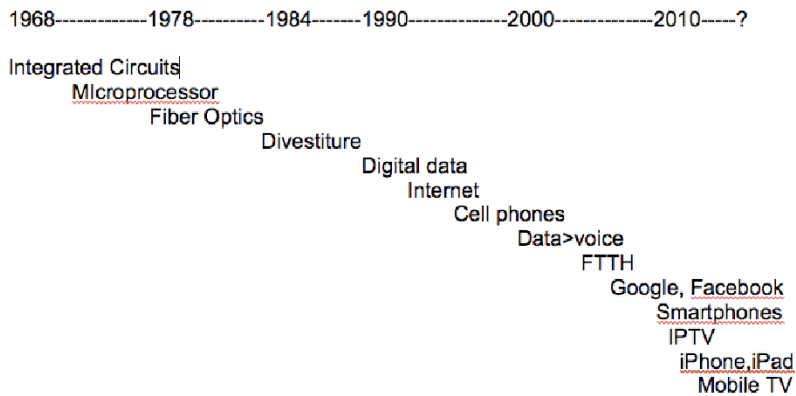 1968-------------1978----------1984-------1990--------------2000--------------2010-----?
Integrated Circuits
MIcroprocessor
Fiber Optics
Divestiture
Digital data
Internet
Cell phones
Data>voice
FTTH
Google, Facebook
Smartphones
IPTV
iPhone,iPad
Mobile TV